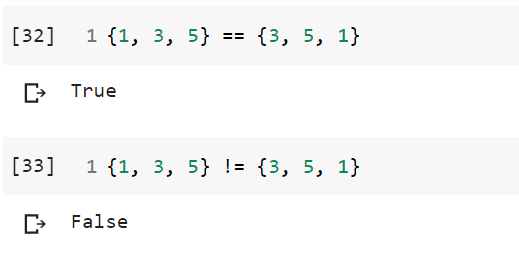 [32] 1 {1, 3, 5} == {3, 5, 1}
True
[33] 1 {1, 3, 5} != {3, 5, 1}
False